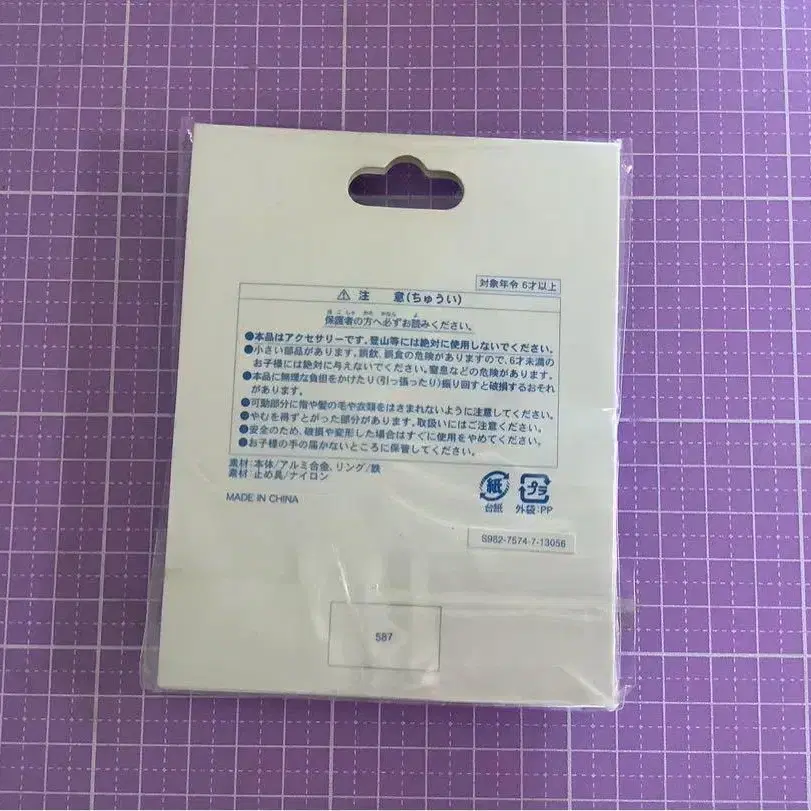 対象年令 6才以上
⚠注 意(ちゅうい)
保護者の方へ必ずお読みください。
●本品はアクセサリーです。登山等には絶対に使用しないでください。
●小さい部品があります。誤飲、誤食の危険がありますので、6才未満の
お子様には絶対に与えないでください。窒息などの危険があります。
●本品に無理な負担をかけたり(引っ張ったり)振り回すと破損するおそれ
があります。
●可動部分に指や髪の毛や衣類をはさまれないように注意してください。
●やむを得ずとがった部分があります。取扱いにはご注意ください。
●安全のため、破損や変形した場合はすぐに使用をやめてください。
●お子様の手の届かないところに保管してください。
素材:本体/アルミ合金、リング/鉄
素材:止め具/ナイロン
MADE IN CHINA
紙 プラ
台紙 外袋:PP
S982-7574-7-13056
587